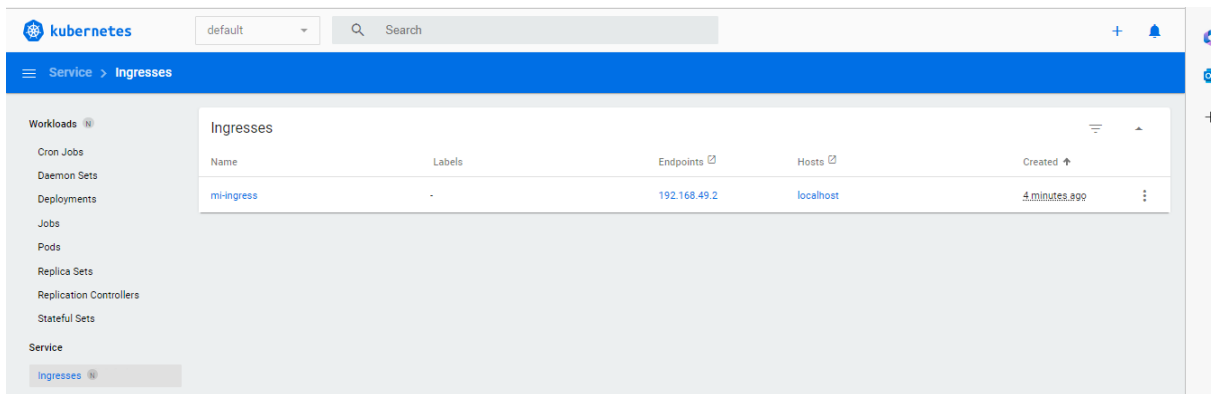 kubernetes default Search
Service > Ingresses
Workloads N
Cron Jobs
Daemon Sets
Deployments
Jobs
Pods
Replica Sets
Replication Controllers
Stateful Sets
Service
Ingresses N
Ingresses
Name Labels Endpoints Hosts Created
mi-ingress - 192.168.49.2 localhost 4 minutes ago